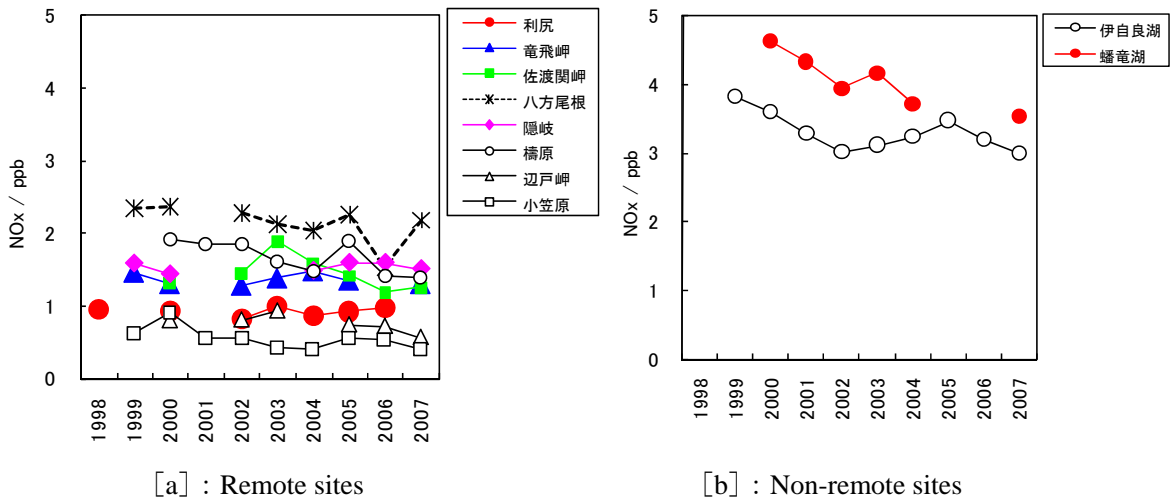 5
4
3
2
1
0
NOx / ppb
1998
1999
2000
2001
2002
2003
2004
2005
2006
2007
利尻
竜飛岬
佐渡関岬
八方尾根
隠岐
檮原
辺戸岬
小笠原
[a] : Remote sites
5
4
3
2
1
0
NOx / ppb
1998
1999
2000
2001
2002
2003
2004
2005
2006
2007
伊自良湖
蟠竜湖
[b] : Non-remote sites